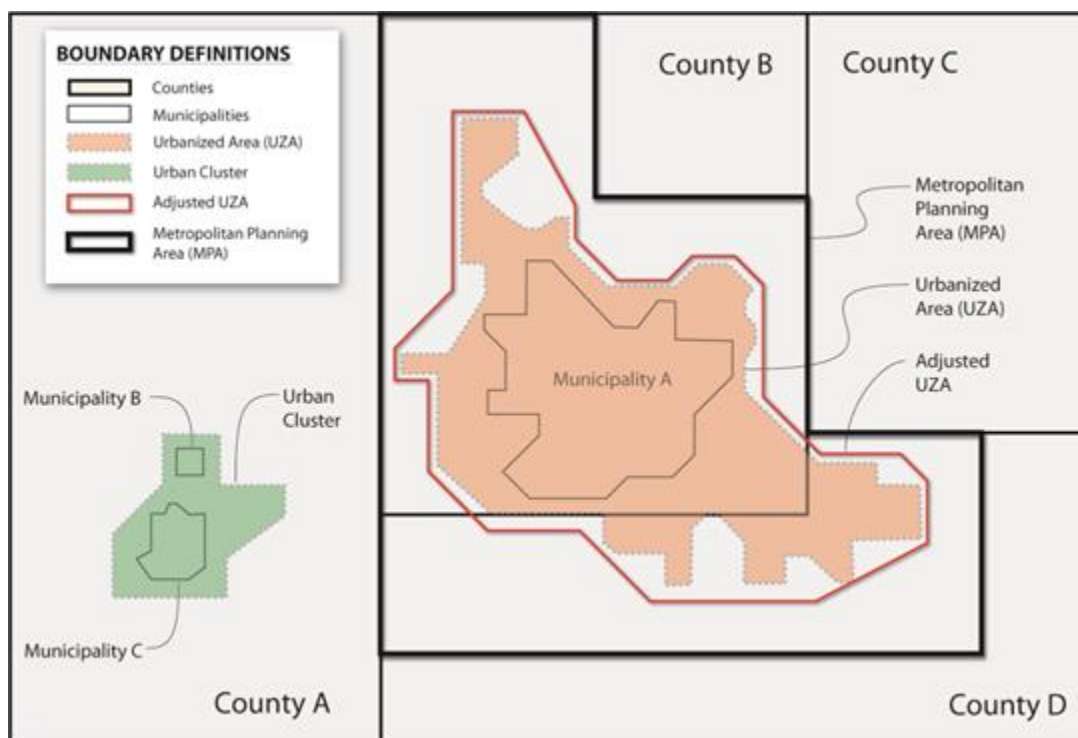 BOUNDARY DEFINITIONS
Counties
Municipalities
Urbanized Area (UZA)
Urban Cluster
Adjusted UZA
Metropolitan Planning
Area (MPA)
County B
County C
Metropolitan
Planning
Area (MPA)
Urbanized
Area (UZA)
Adjusted
UZA
Municipality A
Municipality B
Urban
Cluster
Municipality C
County A
County D